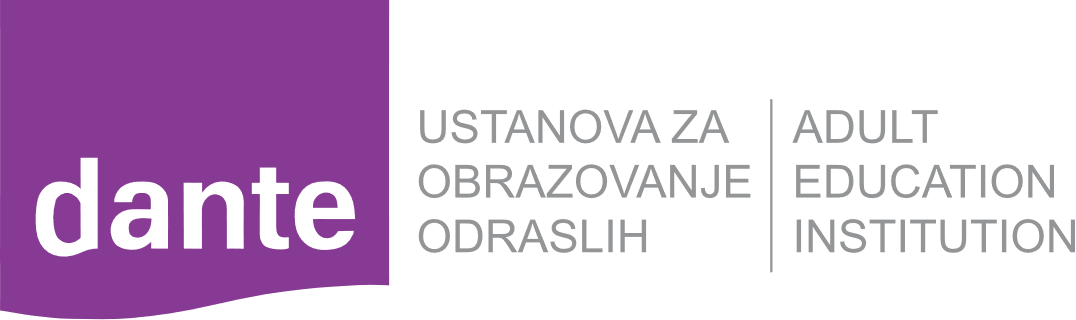 dante
USTANOVA ZA
OBRAZOVANJE
ODRASLIH
ADULT
EDUCATION
INSTITUTION